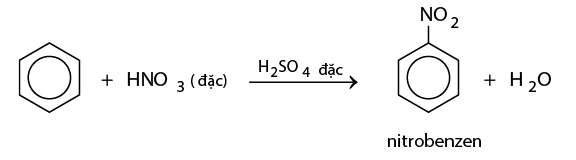 NO₂
+ HNO₃ (đặc) H₂SO₄ đặc + H₂O
nitrobenzen